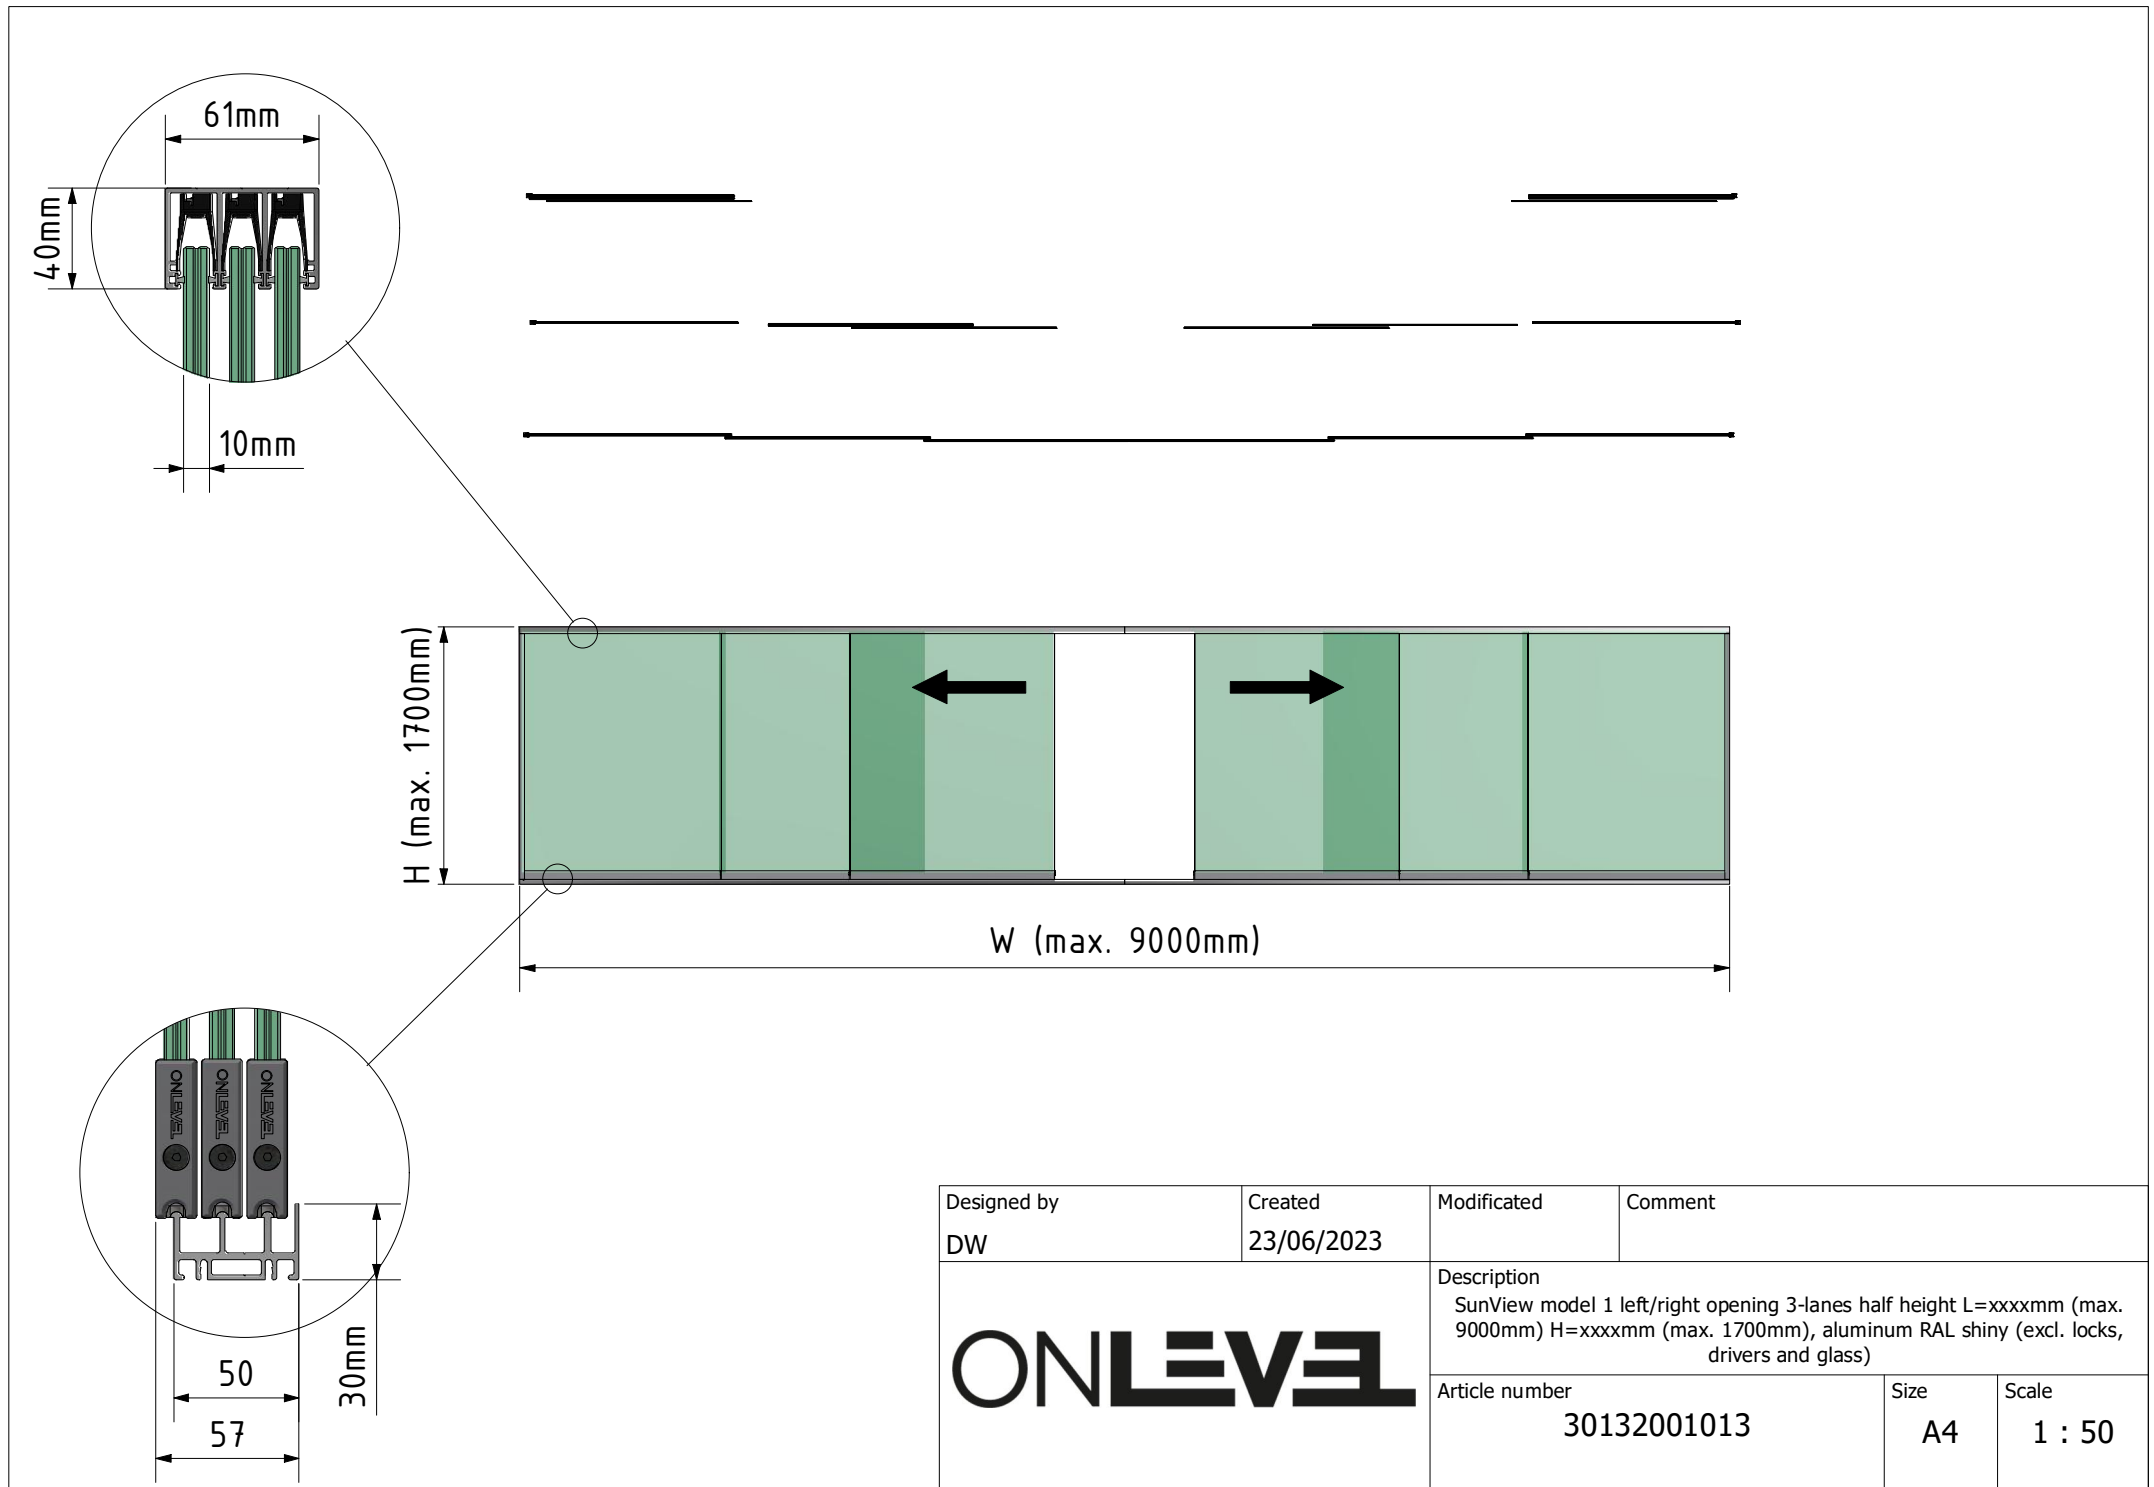 61mm
40mm
10mm
H (max. 1700mm)
W (max. 9000mm)
ONLEVEL
ONLEVEL
ONLEVEL
30mm
50
57
Designed by
DW
Created
23/06/2023
Modificated
Comment
ONLEVEL
Description
SunView model 1 left/right opening 3-lanes half height L=xxxxmm (max.
9000mm) H=xxxxmm (max. 1700mm), aluminum RAL shiny (excl. locks,
drivers and glass)
Article number
30132001013
Size
A4
Scale
1 : 50